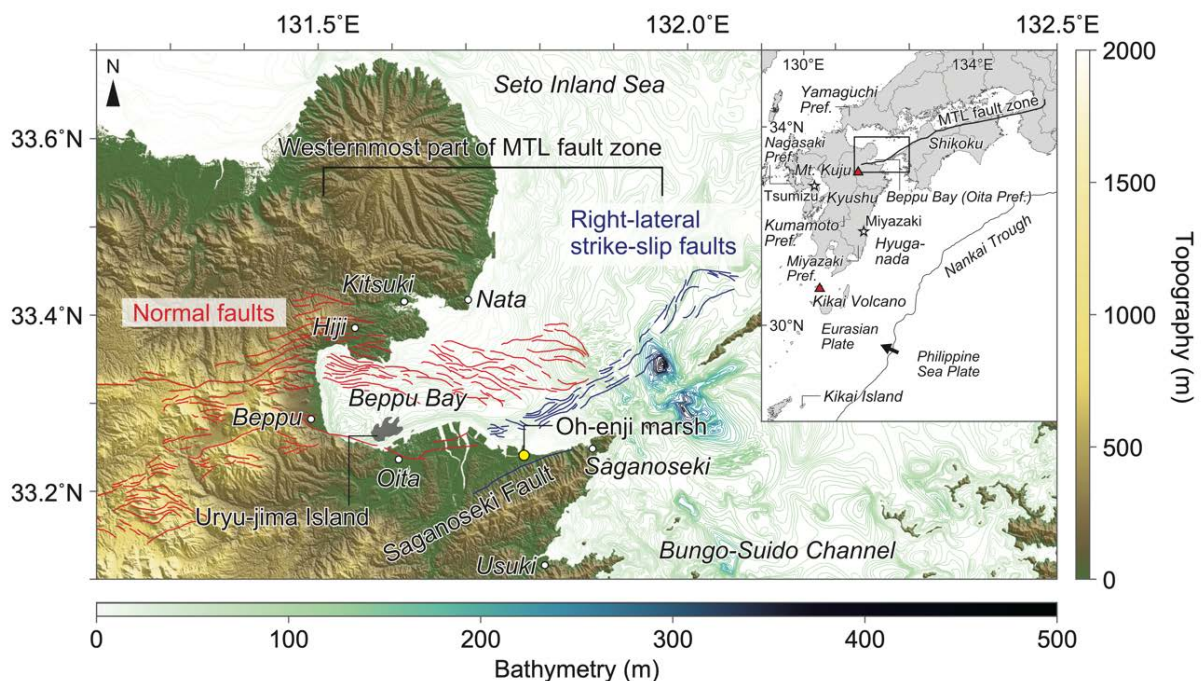 131.5°E
132.0°E
132.5°E
N
33.6°N
33.4°N
33.2°N
Seto Inland Sea
Westernmost part of MTL fault zone
Right-lateral
strike-slip faults
Kitsuki
Nata
Normal faults
Hiji
Beppu
Beppu Bay
Oh-enji marsh
Oita
Saganoseki
Uryu-jima Island
Saganoseki Fault
Usuki
Bungo-Suido Channel
130°E
134°E
Yamaguchi
Pref.
34°N
MTL fault zone
Nagasaki
Pref.
Shikoku
Mt. Kuju
Tsumizu
Kyushu
Beppu Bay (Oita Pref.)
Kumamoto
Pref.
Miyazaki
Hyuga-
nada
Miyazaki
Pref.
Nankai Trough
Kikai Volcano
30°N
Eurasian
Plate
Philippine
Sea Plate
Kikai Island
2000
1500
1000
500
0
Topography (m)
0
100
200
300
400
500
Bathymetry (m)